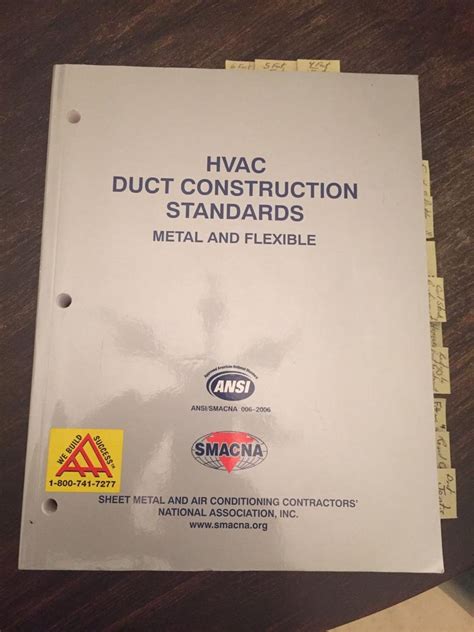 HVAC
DUCT CONSTRUCTION
STANDARDS
METAL AND FLEXIBLE
ANSI
ANSI/SMACNA 006-2006
SMACNA
WE BUILD SUCCESS
1-800-741-7277
SHEET METAL AND AIR CONDITIONING CONTRACTORS'
NATIONAL ASSOCIATION, INC.
www.smacna.org